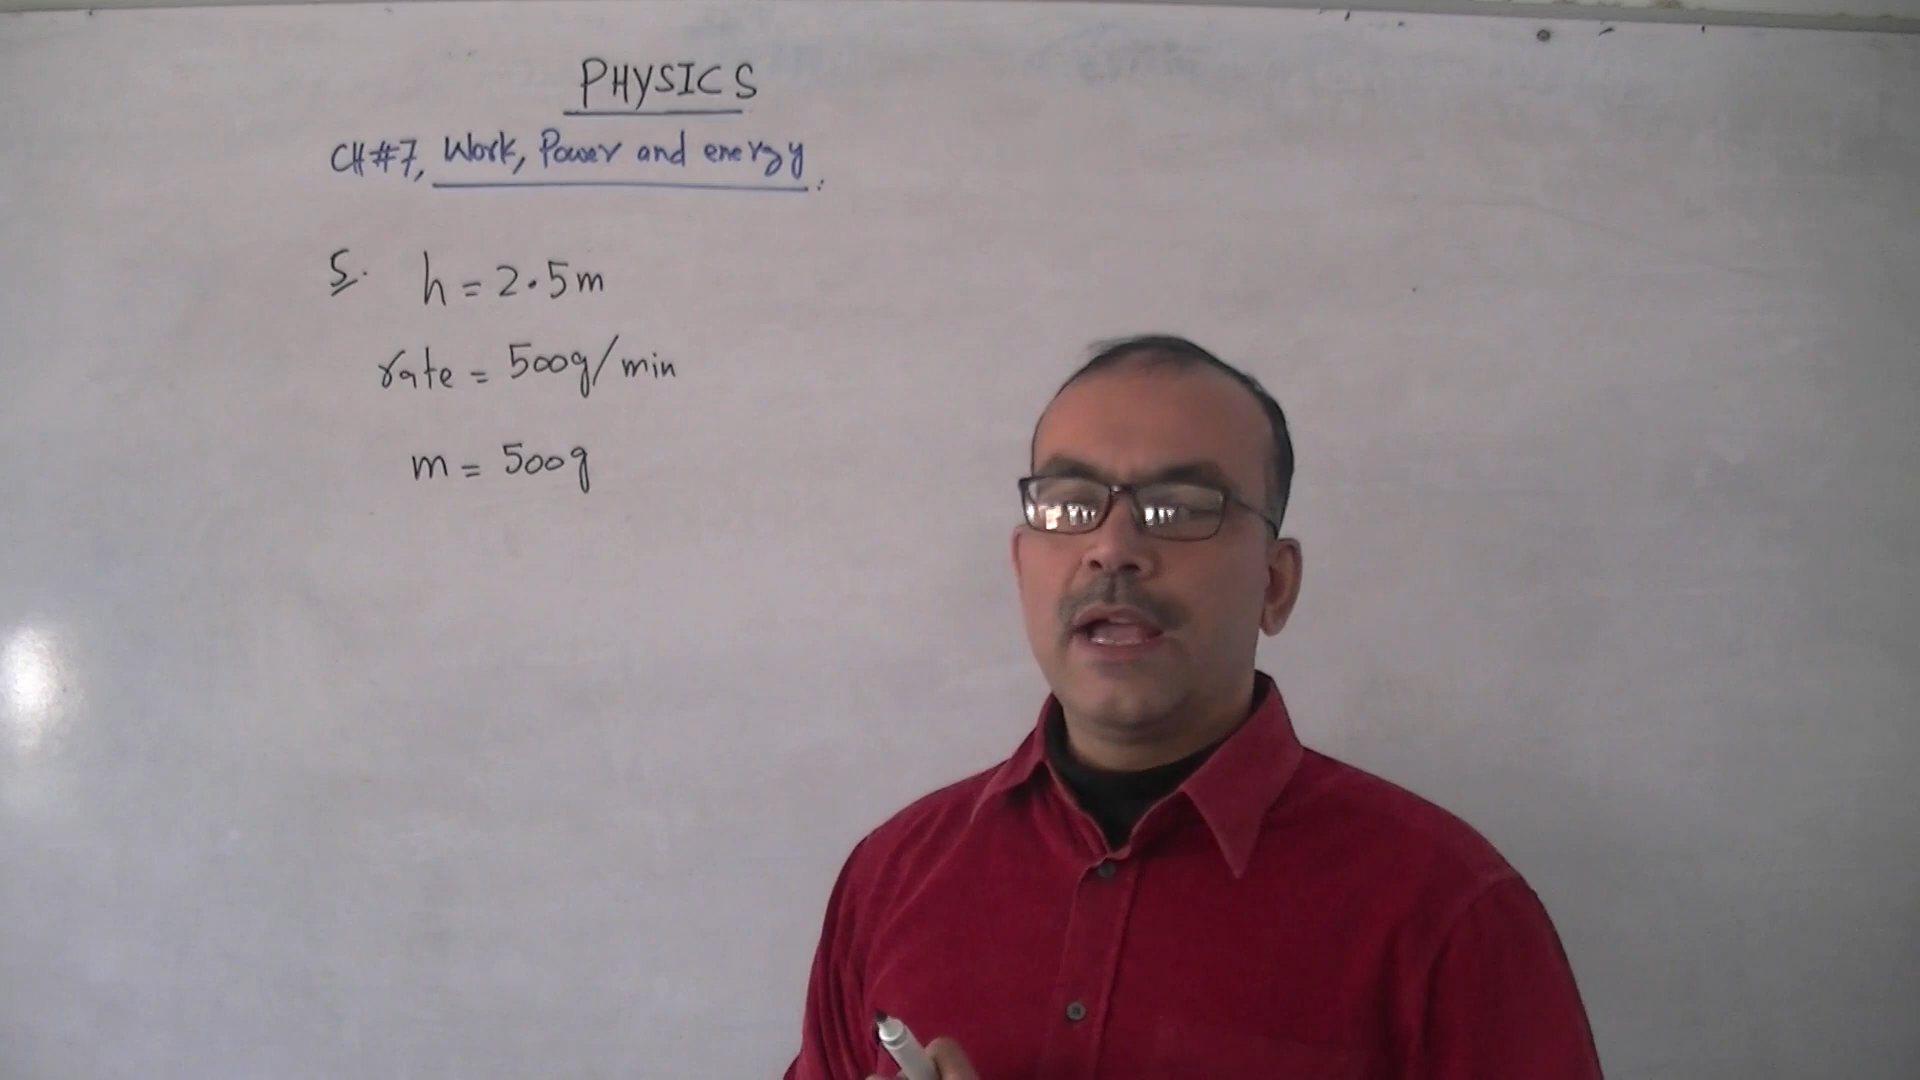 PHYSICS
CH#7, Work, Power and energy.
5. h = 2.5m
rate = 500g/min
m = 500g